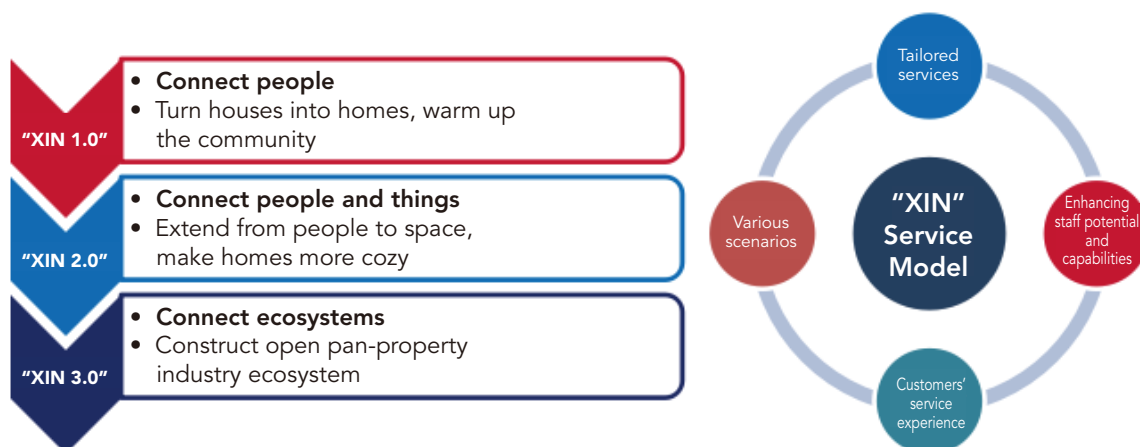 "XIN 1.0"
• Connect people
• Turn houses into homes, warm up
the community
"XIN 2.0"
• Connect people and things
• Extend from people to space,
make homes more cozy
"XIN 3.0"
• Connect ecosystems
• Construct open pan-property
industry ecosystem
Tailored
services
Various
scenarios
"XIN"
Service
Model
Enhancing
staff potential
and
capabilities
Customers'
service
experience